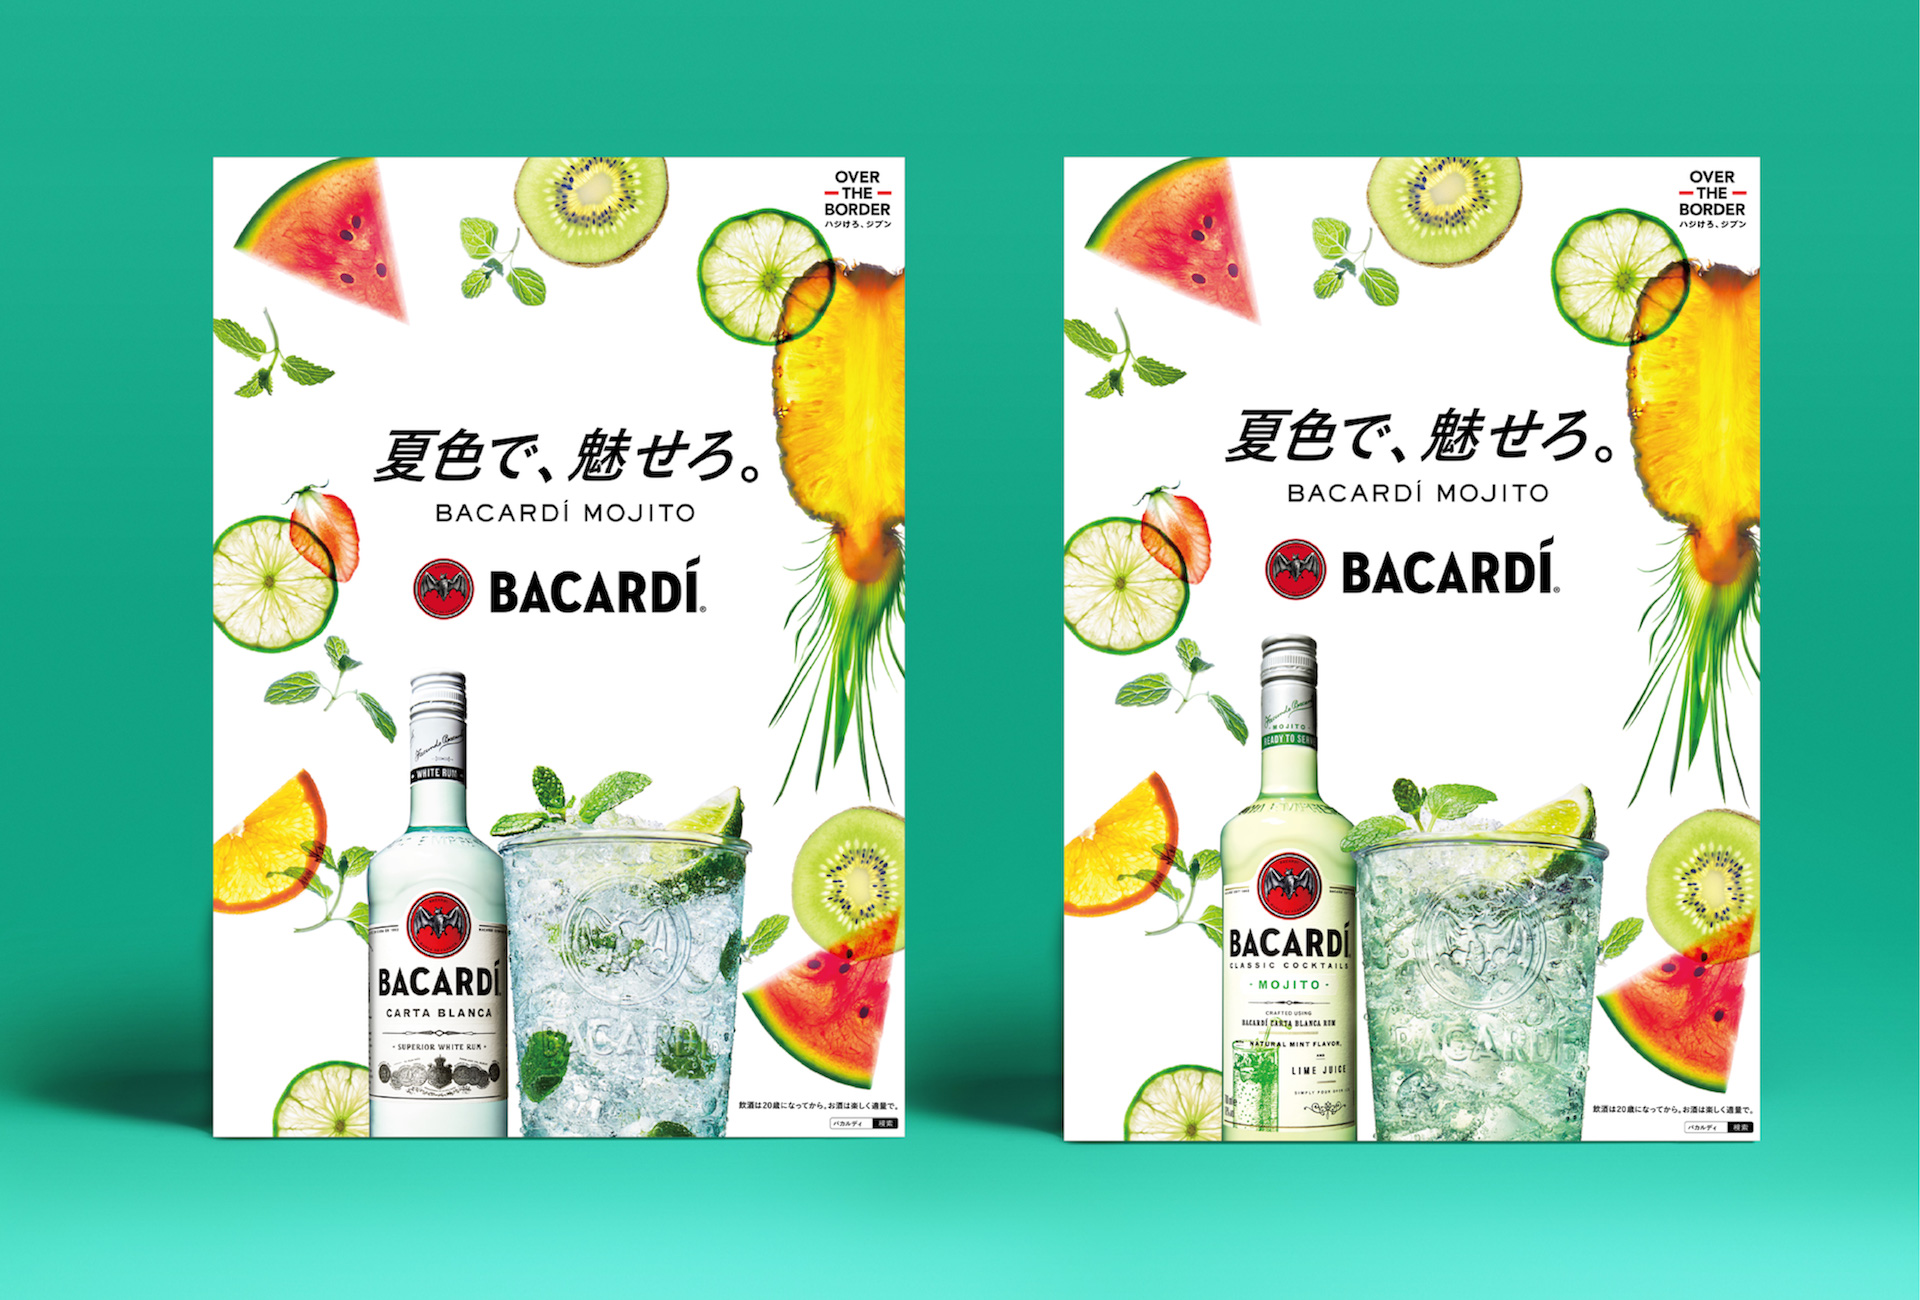 OVER
THE
BORDER
ハジけろ、ジブン
夏色で、魅せろ。
BACARDÍ MOJITO
BACARDÍ®
WHITE RUM
BACARDÍ
CARTA BLANCA
· SUPERIOR WHITE RUM ·
BACARDÍ
飲酒は20歳になってから。お酒は楽しく適量で。
バカルディ 検索
OVER
THE
BORDER
ハジけろ、ジブン
夏色で、魅せろ。
BACARDÍ MOJITO
BACARDÍ®
· MOJITO ·
READY TO SERVE
BACARDÍ
CLASSIC COCKTAILS
· MOJITO ·
CRAFTED USING
BACARDÍ CARTA BLANCA RUM
NATURAL MINT FLAVOR,
AND
LIME JUICE
BACARDÍ
飲酒は20歳になってから。お酒は楽しく適量で。
バカルディ 検索